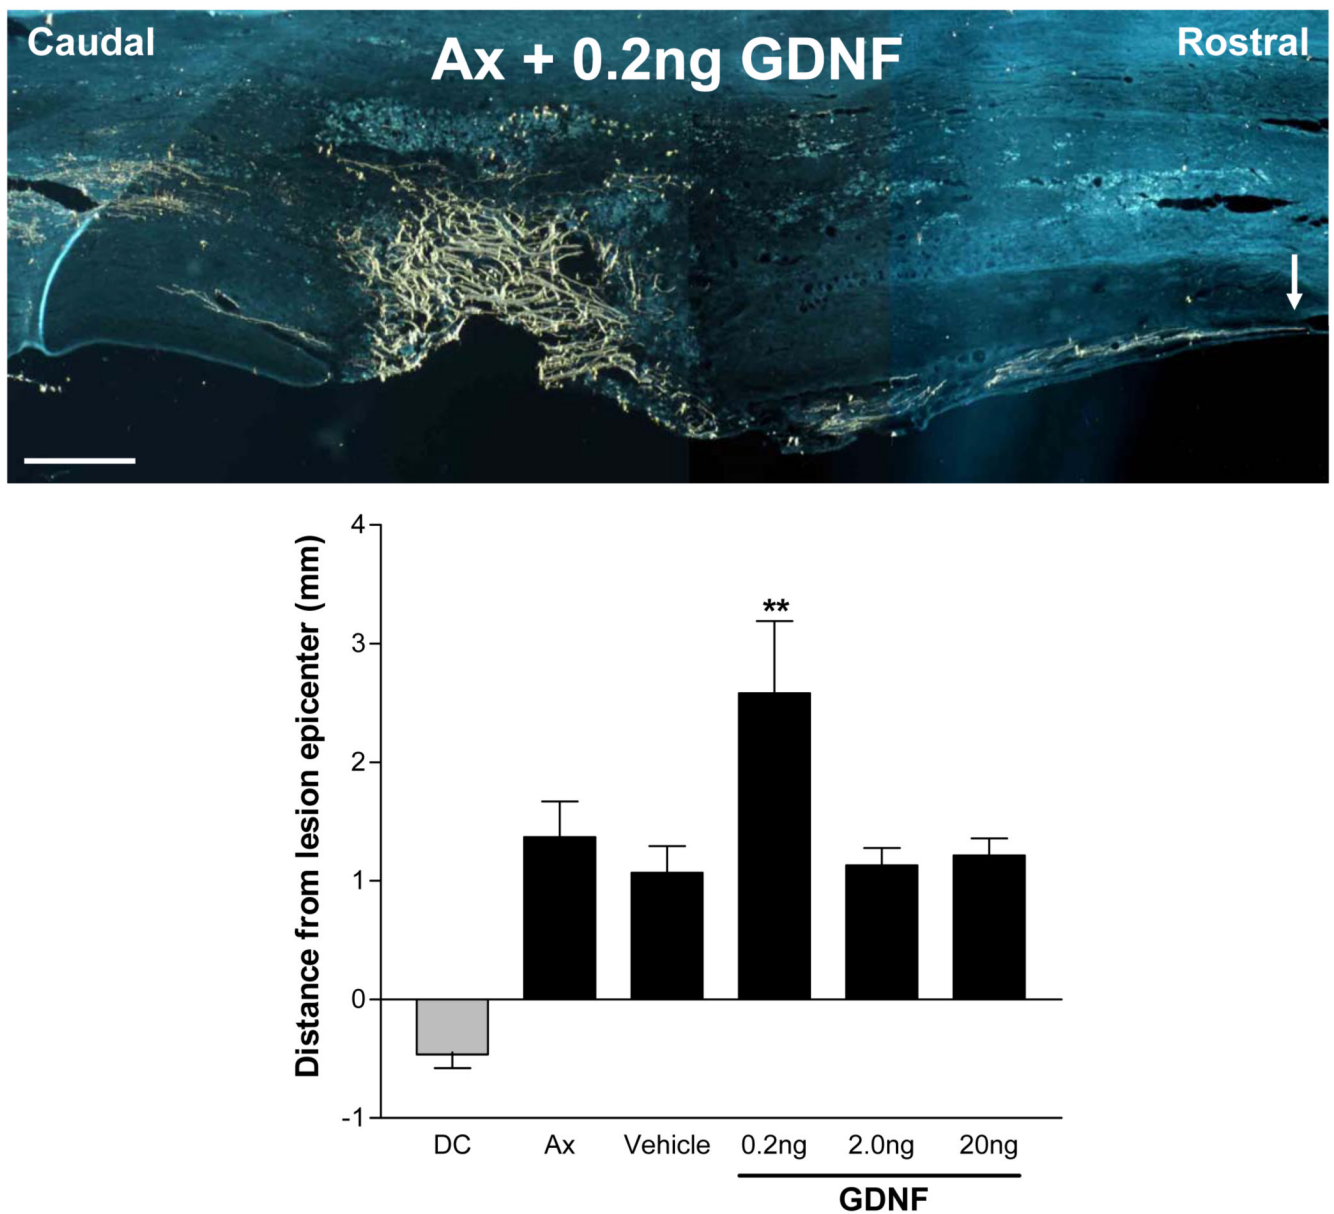 Caudal
Ax + 0.2ng GDNF
Rostral
Distance from lesion epicenter (mm)
4
3
2
1
0
-1
**
DC Ax Vehicle 0.2ng 2.0ng 20ng
GDNF